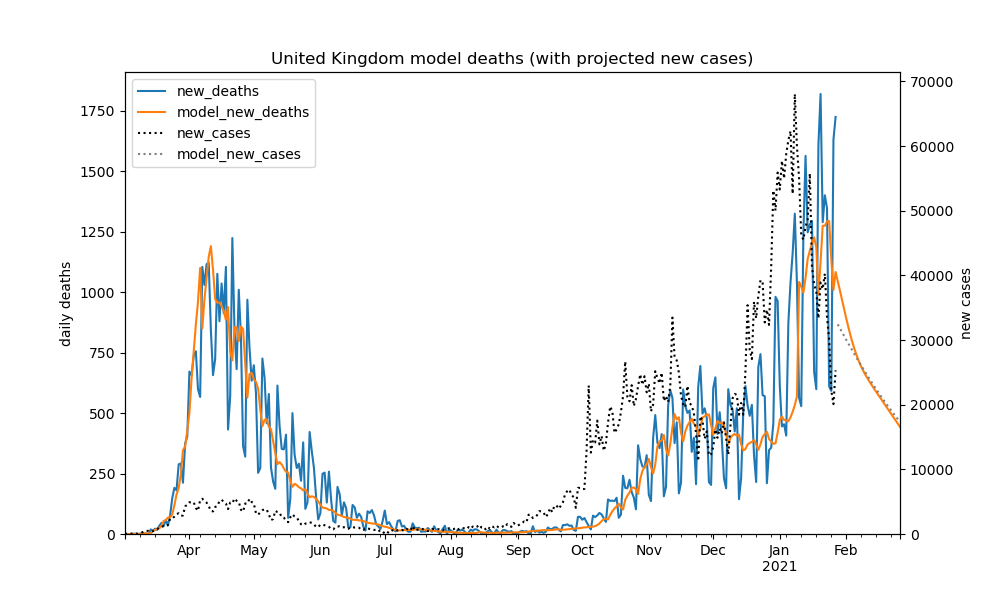 United Kingdom model deaths (with projected new cases)
new_deaths
model_new_deaths
new_cases
model_new_cases
daily deaths
1750
1500
1250
1000
750
500
250
0
70000
60000
50000
40000
30000
20000
10000
0
new cases
Apr May Jun Jul Aug Sep Oct Nov Dec Jan Feb
2021